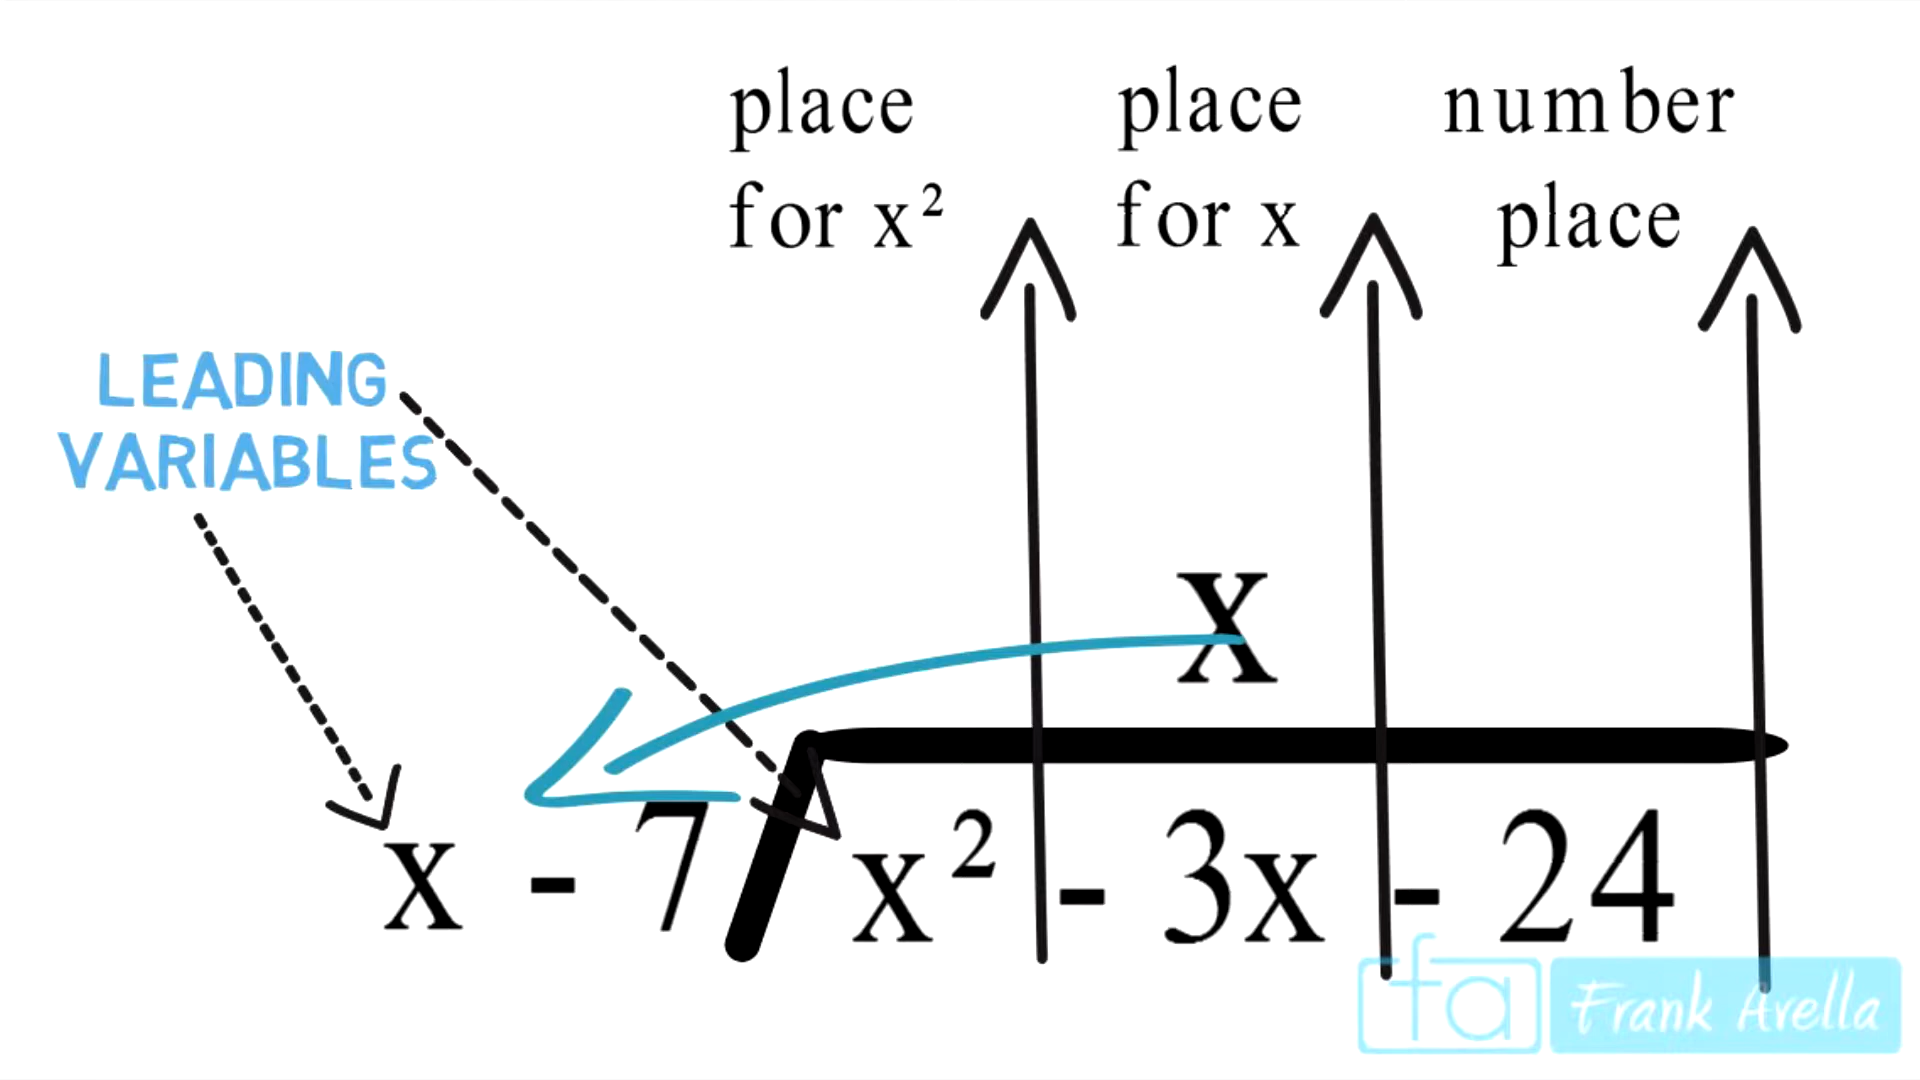 place place number
for x² for x place
LEADING
VARIABLES
x
x - 7 x² - 3x - 24
fa Frank Avella